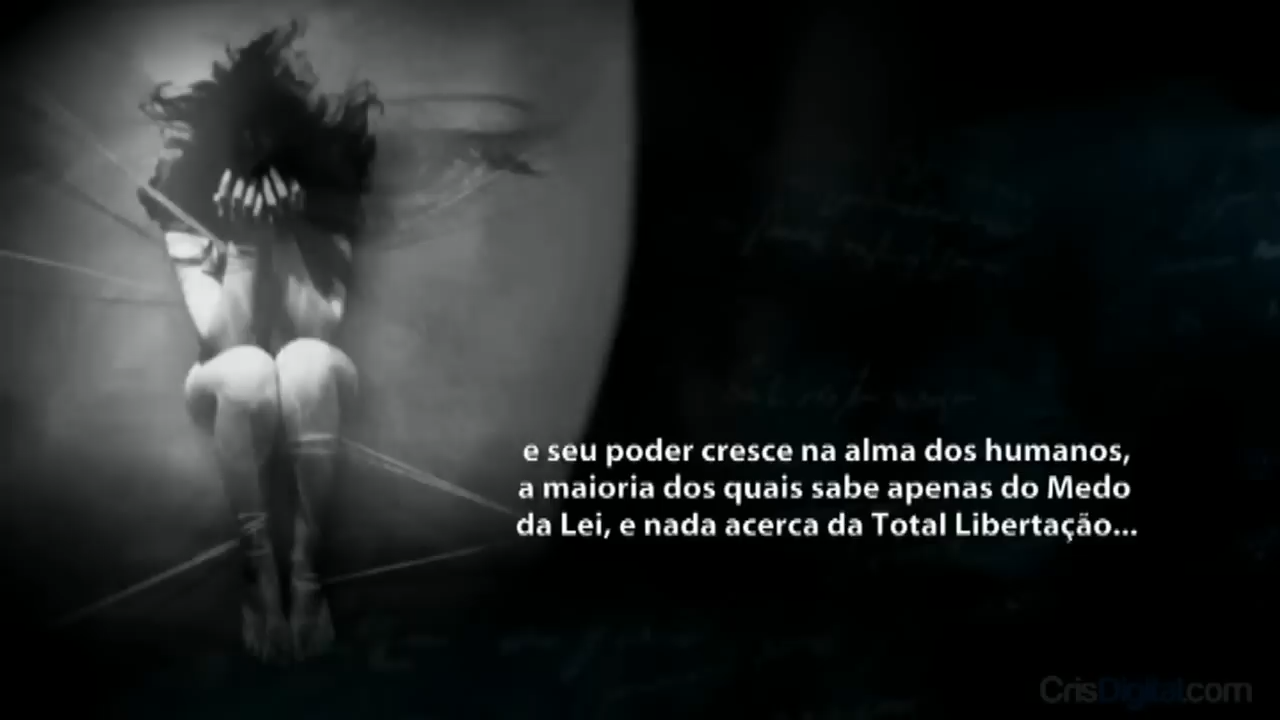 e seu poder cresce na alma dos humanos,
a maioria dos quais sabe apenas do Medo
da Lei, e nada acerca da Total Libertação...
CrisDigital.com